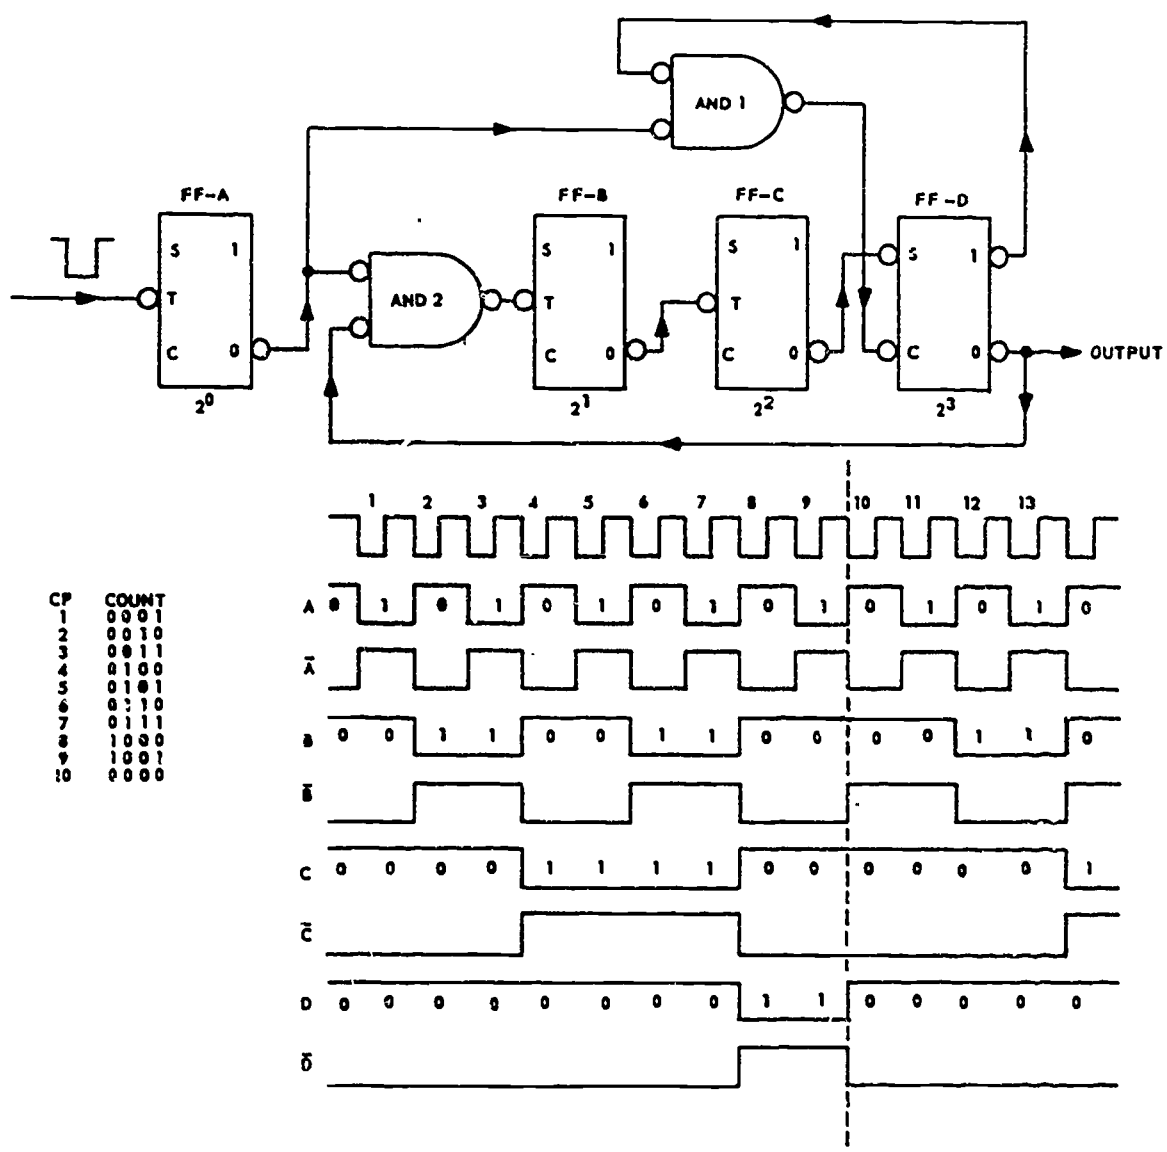 AND 1
FF-A
FF-B
FF-C
FF-D
S 1
S 1
S 1
S 1
T
AND 2
T
T
C 0
C 0
C 0
C 0
OUTPUT
2⁰
2¹
2²
2³
1 2 3 4 5 6 7 8 9 10 11 12 13
CP COUNT
1 0001
2 0010
3 0011
4 0100
5 0101
6 0110
7 0111
8 1000
9 1001
10 0000
A 0 1 0 1 0 1 0 1 0 1 0 1 0 1 0
A̅
B 0 0 1 1 0 0 1 1 0 0 0 0 1 1 0
B̅
C 0 0 0 0 1 1 1 1 0 0 0 0 0 0 1
C̅
D 0 0 0 0 0 0 0 0 1 1 0 0 0 0 0
D̅